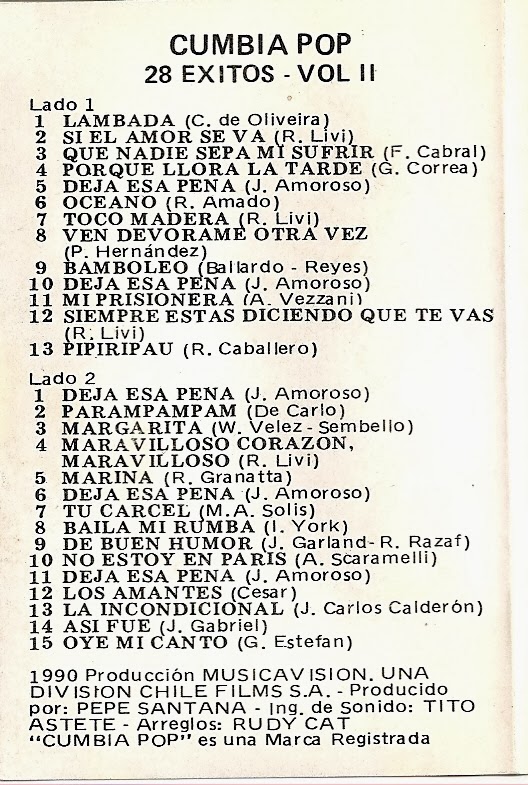 CUMBIA POP
28 EXITOS - VOL II
Lado 1
1 LAMBADA (C. de Oliveira)
2 SI EL AMOR SE VA (R. Livi)
3 QUE NADIE SEPA MI SUFRIR (F. Cabral)
4 PORQUE LLORA LA TARDE (G. Correa)
5 DEJA ESA PENA (J. Amoroso)
6 OCEANO (R. Amado)
7 TOCO MADERA (R. Livi)
8 VEN DEVORAME OTRA VEZ
(P. Hernández)
9 BAMBOLEO (Ballardo - Reyes)
10 DEJA ESA PENA (J. Amoroso)
11 MI PRISIONERA (A. Vezzani)
12 SIEMPRE ESTAS DICIENDO QUE TE VAS
(R. Livi)
13 PIPIRIPAU (R. Caballero)
Lado 2
1 DEJA ESA PENA (J. Amoroso)
2 PARAMPAMPAM (De Carlo)
3 MARGARITA (W. Velez - Sembello)
4 MARAVILLOSO CORAZON,
MARAVILLOSO (R. Livi)
5 MARINA (R. Granatta)
6 DEJA ESA PENA (J. Amoroso)
7 TU CARCEL (M.A. Solis)
8 BAILA MI RUMBA (I. York)
9 DE BUEN HUMOR (J. Garland- R. Razaf)
10 NO ESTOY EN PARIS (A. Scaramelli)
11 DEJA ESA PENA (J. Amoroso)
12 LOS AMANTES (Cesar)
13 LA INCONDICIONAL (J. Carlos Calderón)
14 ASI FUE (J. Gabriel)
15 OYE MI CANTO (G. Estefan)
1990 Producción MUSICAVISION. UNA
DIVISION CHILE FILMS S.A. - Producido
por: PEPE SANTANA - Ing. de Sonido: TITO
ASTETE - Arreglos: RUDY CAT
“CUMBIA POP” es una Marca Registrada